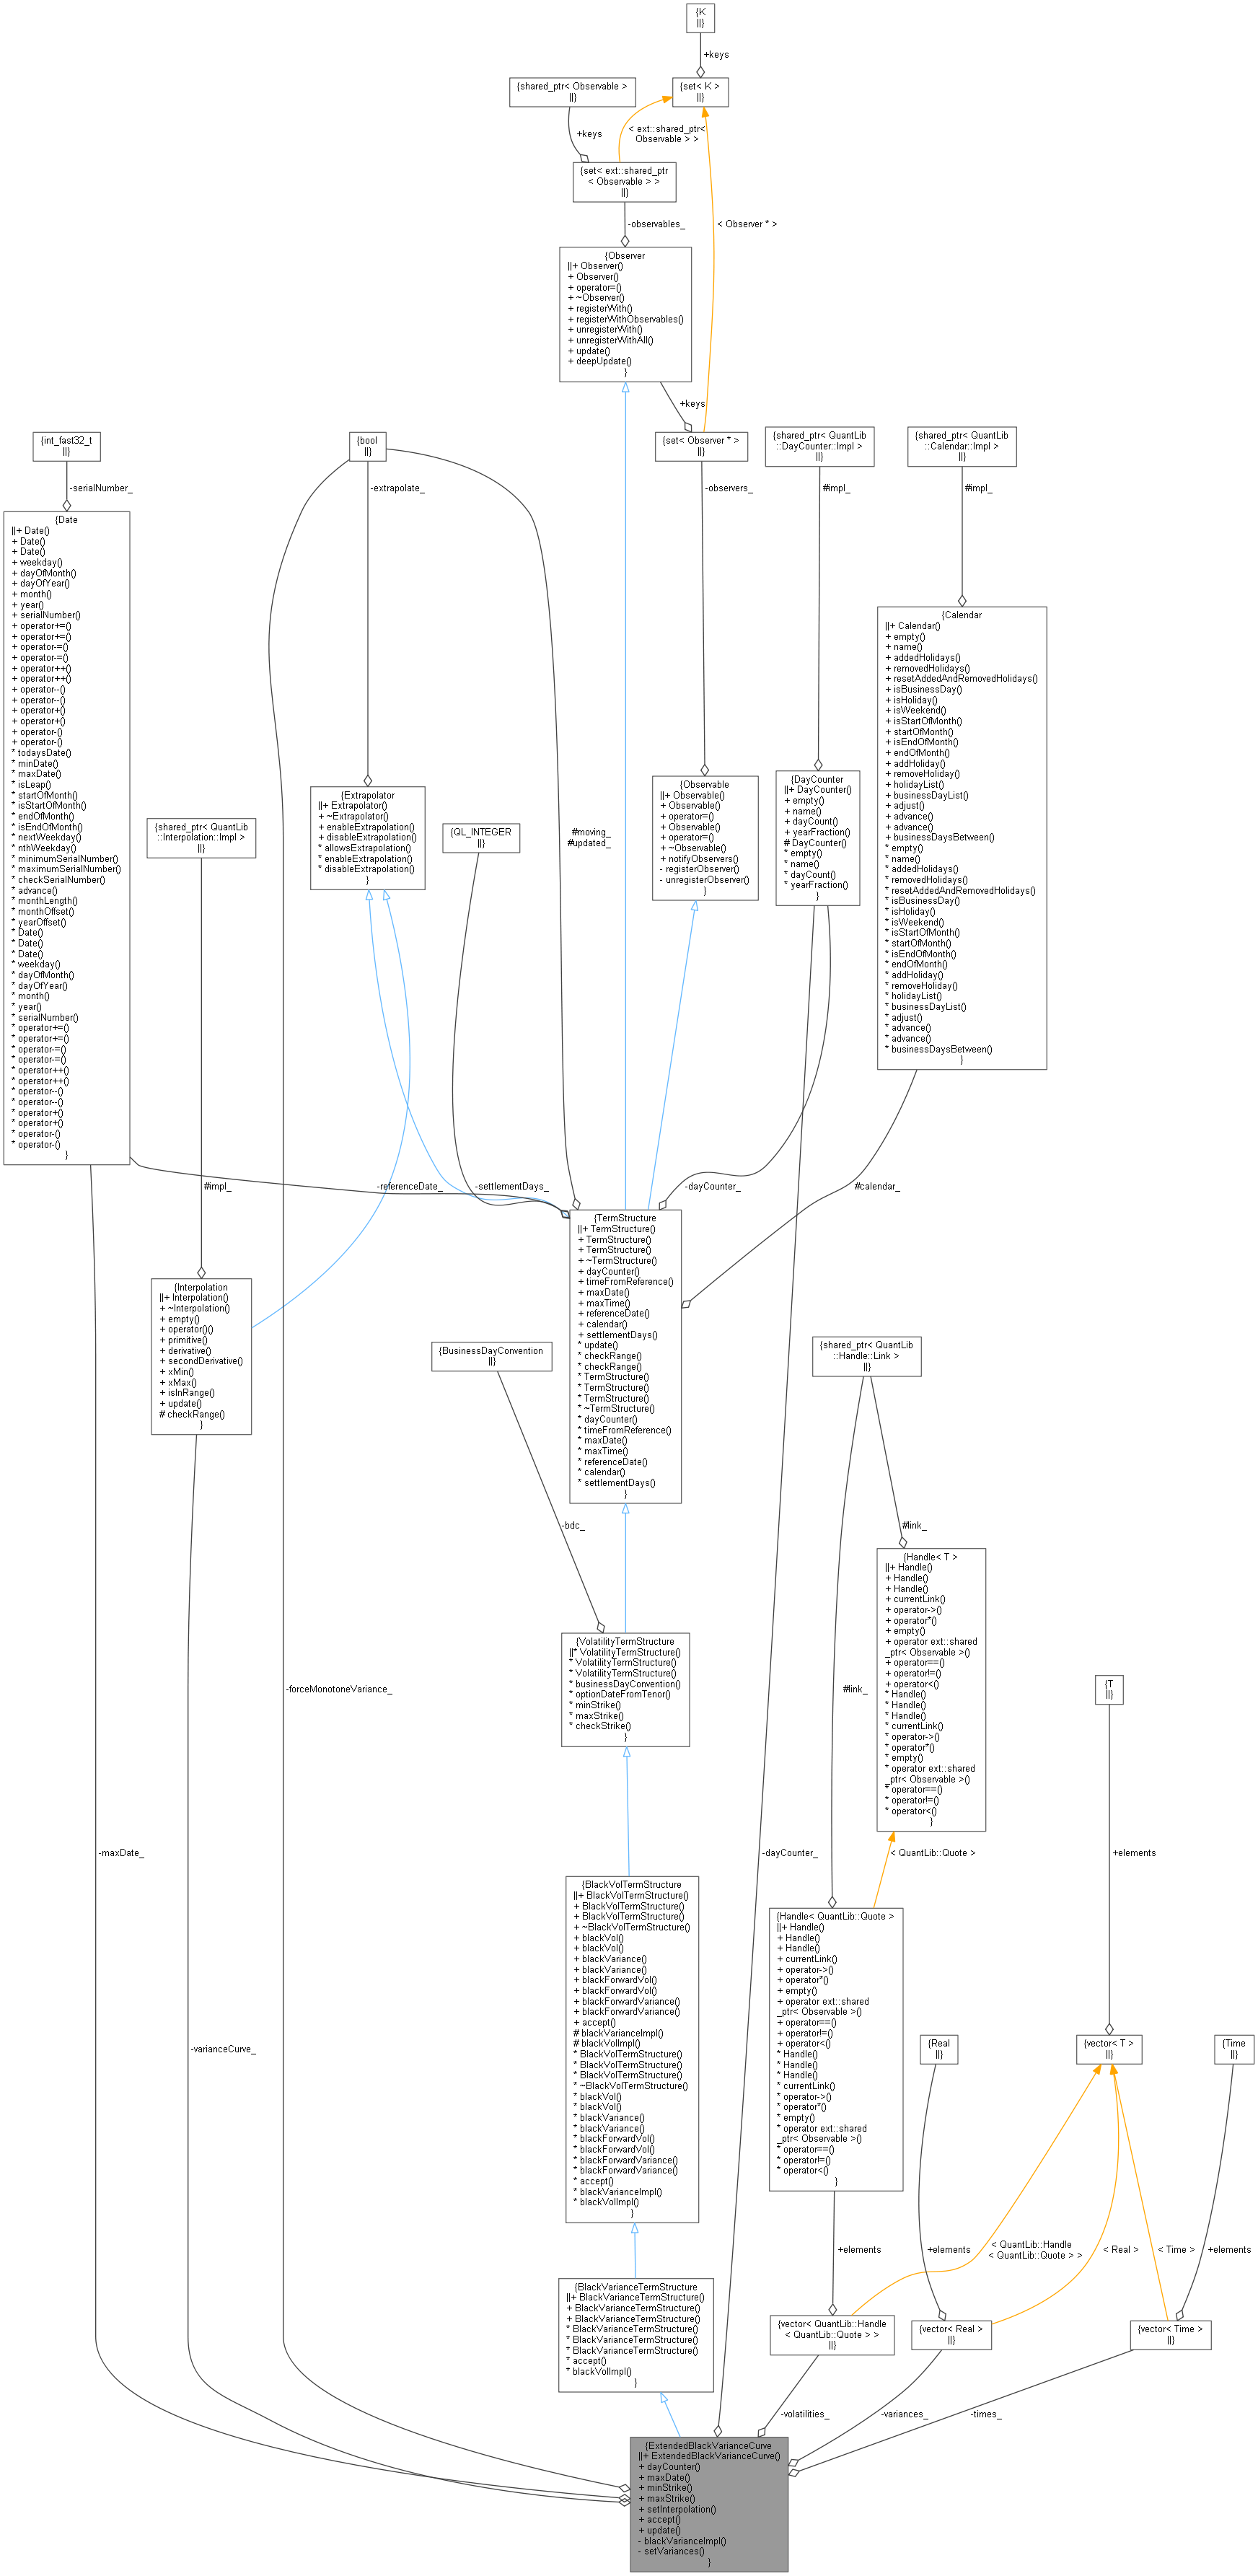 {K
||}
+keys
{shared_ptr< Observable >
||}
{set< K >
||}
+keys
< ext::shared_ptr<
Observable > >
{set< ext::shared_ptr
< Observable > >
||}
-observables_
< Observer * >
{Observer
||+ Observer()
+ Observer()
+ operator=()
+ ~Observer()
+ registerWith()
+ registerWithObservables()
+ unregisterWith()
+ unregisterWithAll()
+ update()
+ deepUpdate()
}
+keys
{int_fast32_t
||}
{bool
||}
{set< Observer * >
||}
{shared_ptr< QuantLib
::DayCounter::Impl >
||}
{shared_ptr< QuantLib
::Calendar::Impl >
||}
-serialNumber_
-extrapolate_
-observers_
#impl_
#impl_
{Date
||+ Date()
+ Date()
+ Date()
+ weekday()
+ dayOfMonth()
+ dayOfYear()
+ month()
+ year()
+ serialNumber()
+ operator+=()
+ operator+=()
+ operator-=()
+ operator-=()
+ operator++()
+ operator++()
+ operator--()
+ operator--()
+ operator+()
+ operator+()
+ operator-()
+ operator-()
* todaysDate()
* minDate()
* maxDate()
* isLeap()
* startOfMonth()
* isStartOfMonth()
* endOfMonth()
* isEndOfMonth()
* nextWeekday()
* nthWeekday()
* minimumSerialNumber()
* maximumSerialNumber()
* checkSerialNumber()
* advance()
* monthLength()
* monthOffset()
* yearOffset()
* Date()
* Date()
* Date()
* weekday()
* dayOfMonth()
* dayOfYear()
* month()
* year()
* serialNumber()
* operator+=()
* operator+=()
* operator-=()
* operator-=()
* operator++()
* operator++()
* operator--()
* operator--()
* operator+()
* operator+()
* operator-()
* operator-()
}
{Calendar
||+ Calendar()
+ empty()
+ name()
+ addedHolidays()
+ removedHolidays()
+ resetAddedAndRemovedHolidays()
+ isBusinessDay()
+ isHoliday()
+ isWeekend()
+ isStartOfMonth()
+ startOfMonth()
+ isEndOfMonth()
+ endOfMonth()
+ addHoliday()
+ removeHoliday()
+ holidayList()
+ businessDayList()
+ adjust()
+ advance()
+ advance()
+ businessDaysBetween()
* empty()
* name()
* addedHolidays()
* removedHolidays()
* resetAddedAndRemovedHolidays()
* isBusinessDay()
* isHoliday()
* isWeekend()
* isStartOfMonth()
* startOfMonth()
* isEndOfMonth()
* endOfMonth()
* addHoliday()
* removeHoliday()
* holidayList()
* businessDayList()
* adjust()
* advance()
* advance()
* businessDaysBetween()
}
{Extrapolator
||+ Extrapolator()
+ ~Extrapolator()
+ enableExtrapolation()
+ disableExtrapolation()
* allowsExtrapolation()
* enableExtrapolation()
* disableExtrapolation()
}
{Observable
||+ Observable()
+ Observable()
+ operator=()
+ Observable()
+ operator=()
+ ~Observable()
+ notifyObservers()
- registerObserver()
- unregisterObserver()
}
{DayCounter
||+ DayCounter()
+ empty()
+ name()
+ dayCount()
+ yearFraction()
# DayCounter()
* empty()
* name()
* dayCount()
* yearFraction()
}
{shared_ptr< QuantLib
::Interpolation::Impl >
||}
{QL_INTEGER
||}
#moving_
#updated_
#impl_
-referenceDate_
-settlementDays_
-dayCounter_
#calendar_
{TermStructure
||+ TermStructure()
+ TermStructure()
+ TermStructure()
+ ~TermStructure()
+ dayCounter()
+ timeFromReference()
+ maxDate()
+ maxTime()
+ referenceDate()
+ calendar()
+ settlementDays()
* update()
* checkRange()
* checkRange()
* TermStructure()
* TermStructure()
* TermStructure()
* ~TermStructure()
* dayCounter()
* timeFromReference()
* maxDate()
* maxTime()
* referenceDate()
* calendar()
* settlementDays()
}
{Interpolation
||+ Interpolation()
+ ~Interpolation()
+ empty()
+ operator()()
+ primitive()
+ derivative()
+ secondDerivative()
+ xMin()
+ xMax()
+ isInRange()
+ update()
# checkRange()
}
{BusinessDayConvention
||}
{shared_ptr< QuantLib
::Handle::Link >
||}
-bdc_
#link_
{Handle< T >
||+ Handle()
+ Handle()
+ Handle()
+ currentLink()
+ operator->()
+ operator*()
+ empty()
+ operator ext::shared
_ptr< Observable >()
+ operator==()
+ operator!=()
+ operator<()
* Handle()
* Handle()
* Handle()
* currentLink()
* operator->()
* operator*()
* empty()
* operator ext::shared
_ptr< Observable >()
* operator==()
* operator!=()
* operator<()
}
{VolatilityTermStructure
||* VolatilityTermStructure()
* VolatilityTermStructure()
* VolatilityTermStructure()
* businessDayConvention()
* optionDateFromTenor()
* minStrike()
* maxStrike()
* checkStrike()
}
-forceMonotoneVariance_
#link_
{T
||}
-maxDate_
-dayCounter_
< QuantLib::Quote >
+elements
{BlackVolTermStructure
||+ BlackVolTermStructure()
+ BlackVolTermStructure()
+ BlackVolTermStructure()
+ ~BlackVolTermStructure()
+ blackVol()
+ blackVol()
+ blackVariance()
+ blackVariance()
+ blackForwardVol()
+ blackForwardVol()
+ blackForwardVariance()
+ blackForwardVariance()
+ accept()
# blackVarianceImpl()
# blackVolImpl()
* BlackVolTermStructure()
* BlackVolTermStructure()
* BlackVolTermStructure()
* ~BlackVolTermStructure()
* blackVol()
* blackVol()
* blackVariance()
* blackVariance()
* blackForwardVol()
* blackForwardVol()
* blackForwardVariance()
* blackForwardVariance()
* accept()
* blackVarianceImpl()
* blackVolImpl()
}
{Handle< QuantLib::Quote >
||+ Handle()
+ Handle()
+ Handle()
+ currentLink()
+ operator->()
+ operator*()
+ empty()
+ operator ext::shared
_ptr< Observable >()
+ operator==()
+ operator!=()
+ operator<()
* Handle()
* Handle()
* Handle()
* currentLink()
* operator->()
* operator*()
* empty()
* operator ext::shared
_ptr< Observable >()
* operator==()
* operator!=()
* operator<()
}
-varianceCurve_
{Real
||}
{vector< T >
||}
{Time
||}
+elements
+elements
< QuantLib::Handle
< QuantLib::Quote > >
< Real >
< Time >
+elements
{BlackVarianceTermStructure
||+ BlackVarianceTermStructure()
+ BlackVarianceTermStructure()
+ BlackVarianceTermStructure()
* BlackVarianceTermStructure()
* BlackVarianceTermStructure()
* BlackVarianceTermStructure()
* accept()
* blackVolImpl()
}
{vector< QuantLib::Handle
< QuantLib::Quote > >
||}
{vector< Real >
||}
{vector< Time >
||}
-volatilities_
-variances_
-times_
{ExtendedBlackVarianceCurve
||+ ExtendedBlackVarianceCurve()
+ dayCounter()
+ maxDate()
+ minStrike()
+ maxStrike()
+ setInterpolation()
+ accept()
+ update()
- blackVarianceImpl()
- setVariances()
}